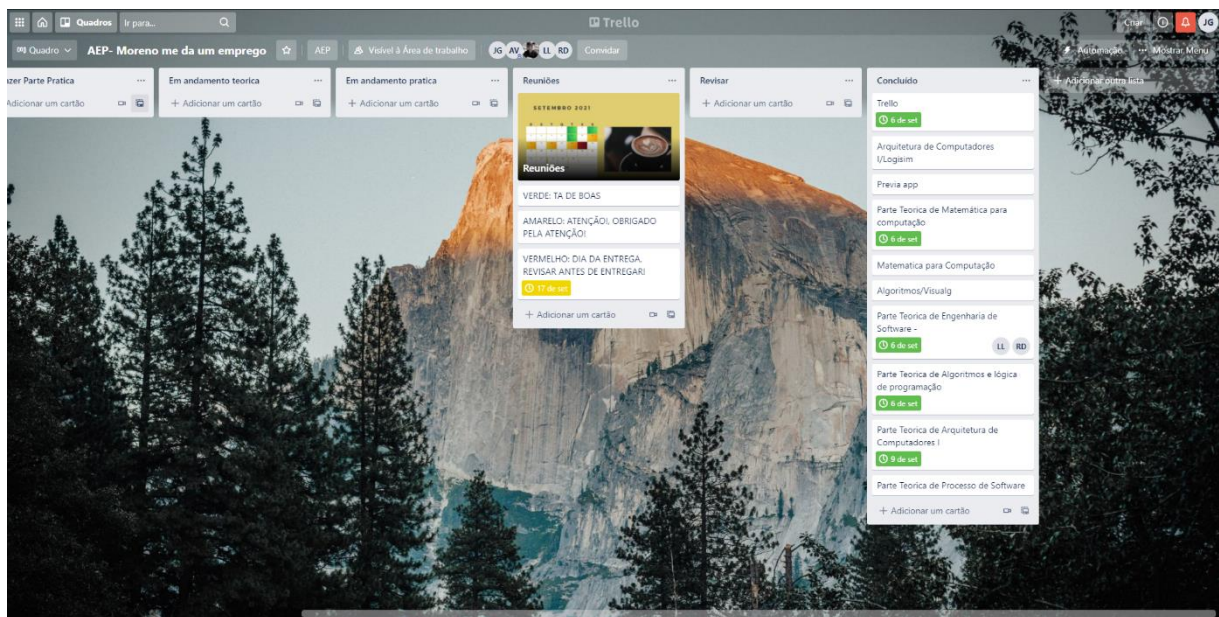 Quadros
Ir para...
Trello
Criar
JG
Quadro
AEP- Moreno me da um emprego
AEP
Visível à Área de trabalho
JG AV LL RD
Convidar
Automação
Mostrar Menu
Parte Pratica
Adicionar um cartão
Em andamento teorica
+ Adicionar um cartão
Em andamento pratica
+ Adicionar um cartão
Reuniões
SETEMBRO 2021
Reuniões
VERDE: TA DE BOAS
AMARELO: ATENÇÃO!, OBRIGADO
PELA ATENÇÃO!
VERMELHO: DIA DA ENTREGA,
REVISAR ANTES DE ENTREGAR!
17 de set
+ Adicionar um cartão
Revisar
+ Adicionar um cartão
Concluído
Trello
6 de set
Arquitetura de Computadores
I/Logisim
Previa app
Parte Teorica de Matemática para
computação
6 de set
Matematica para Computação
Algoritmos/Visualg
Parte Teorica de Engenharia de
Software -
6 de set
LL RD
Parte Teorica de Algoritmos e lógica
de programação
6 de set
Parte Teorica de Arquitetura de
Computadores I
9 de set
Parte Teorica de Processo de Software
+ Adicionar um cartão
+ Adicionar outra lista